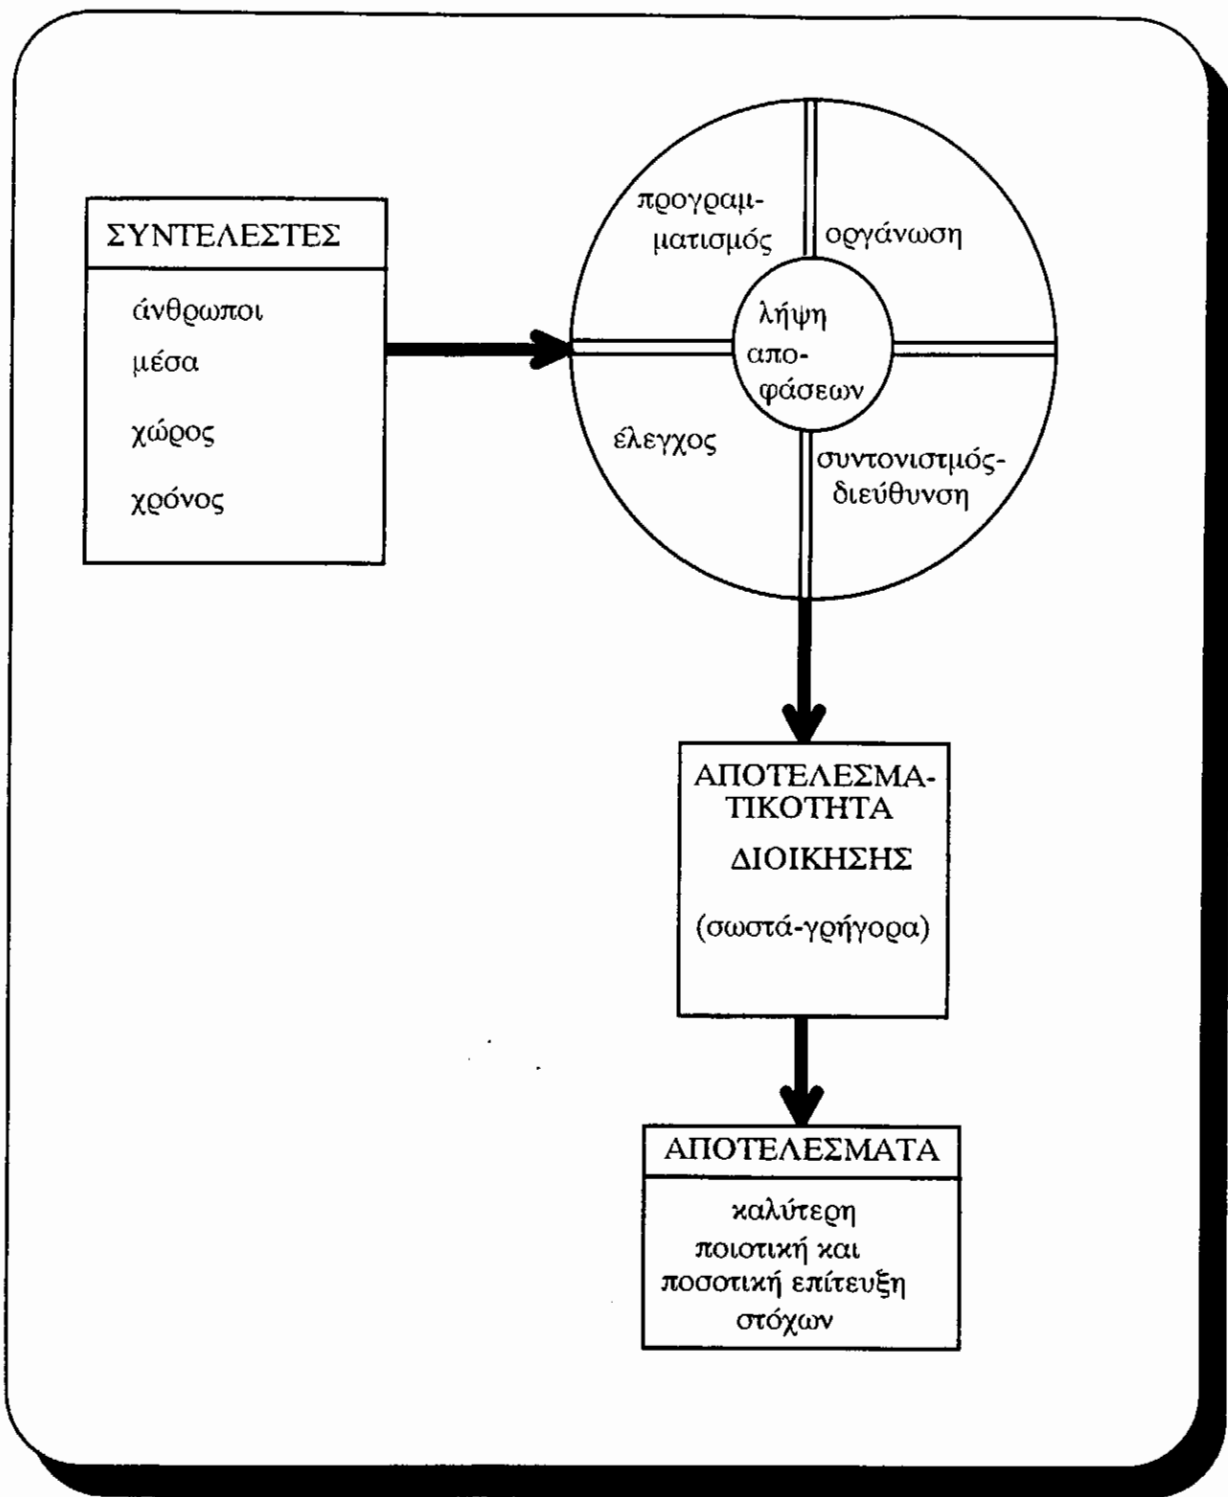 ΣΥΝΤΕΛΕΣΤΕΣ
άνθρωποι
μέσα
χώρος
χρόνος
προγραμ-
ματισμός
οργάνωση
λήψη
απο-
φάσεων
έλεγχος
συντονιστμός-
διεύθυνση
ΑΠΟΤΕΛΕΣΜΑ-
ΤΙΚΟΤΗΤΑ
ΔΙΟΙΚΗΣΗΣ
(σωστά-γρήγορα)
ΑΠΟΤΕΛΕΣΜΑΤΑ
καλύτερη
ποιοτική και
ποσοτική επίτευξη
στόχων